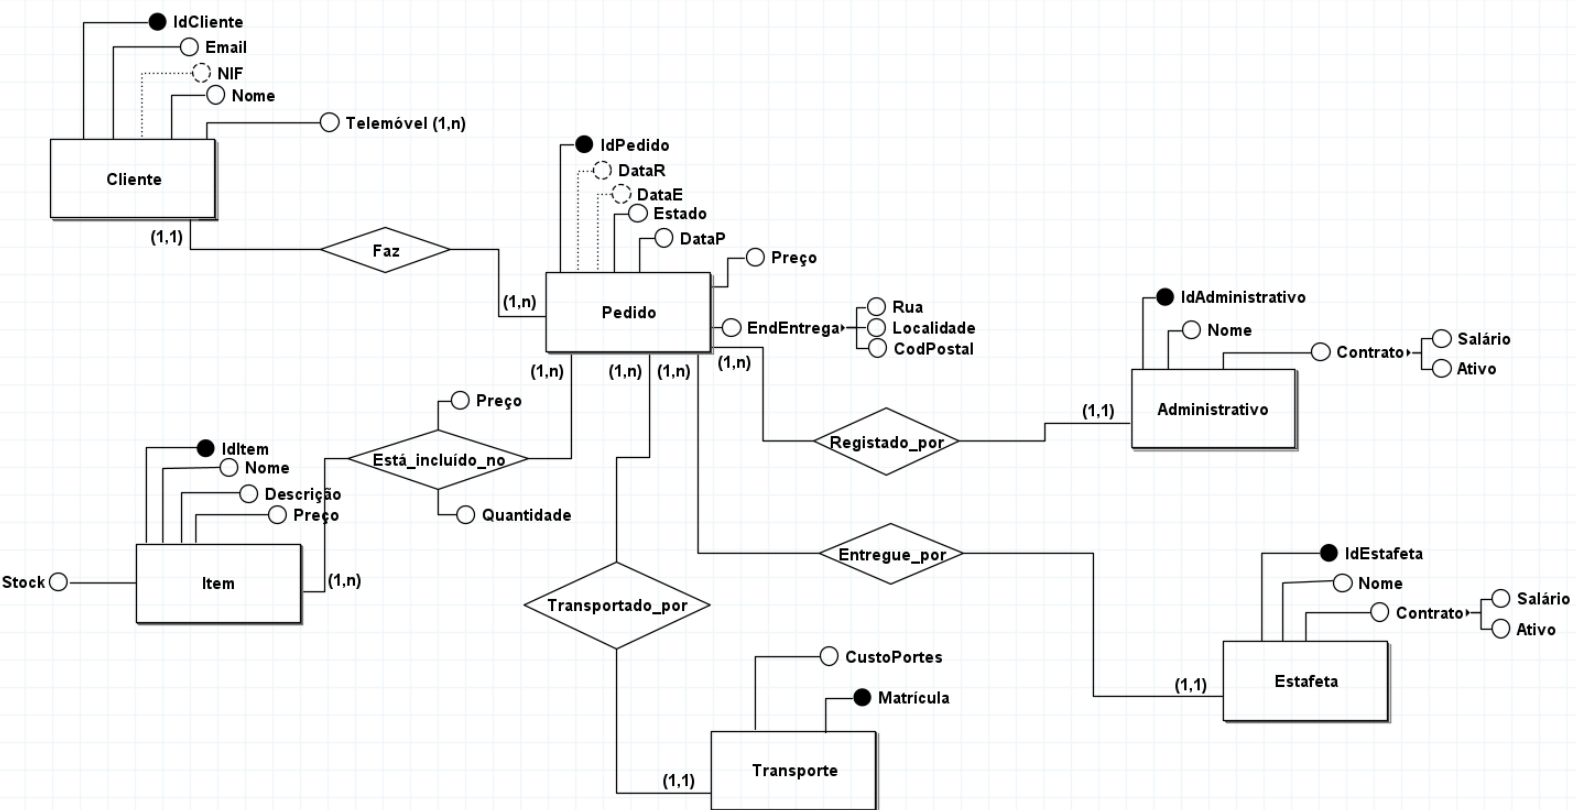 IdCliente
Email
NIF
Nome
Telemóvel (1,n)
Cliente
(1,1)
Faz
(1,n)
IdPedido
DataR
DataE
Estado
DataP
Preço
Pedido
EndEntrega
Rua
Localidade
CodPostal
(1,n)
(1,n)
(1,n)
(1,n)
IdAdministrativo
Nome
Contrato
Salário
Ativo
Administrativo
(1,1)
Registado_por
Preço
Está_incluído_no
Quantidade
IdItem
Nome
Descrição
Preço
Stock
Item
(1,n)
Entregue_por
Transportado_por
IdEstafeta
Nome
Contrato
Salário
Ativo
Estafeta
(1,1)
CustoPortes
Matrícula
Transporte
(1,1)